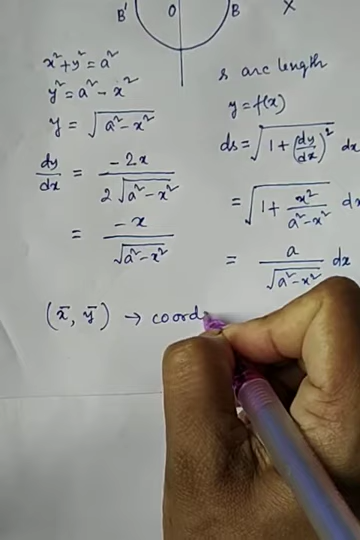 B' O B X
x² + y² = a²
y² = a² - x²
y = √(a² - x²)
dy/dx = -2x / 2√(a² - x²)
= -x / √(a² - x²)
s arc length
y = f(x)
ds = √(1 + (dy/dx)²) dx
= √(1 + x²/(a² - x²)) dx
= a / √(a² - x²) dx
(x̄, ȳ) → coord